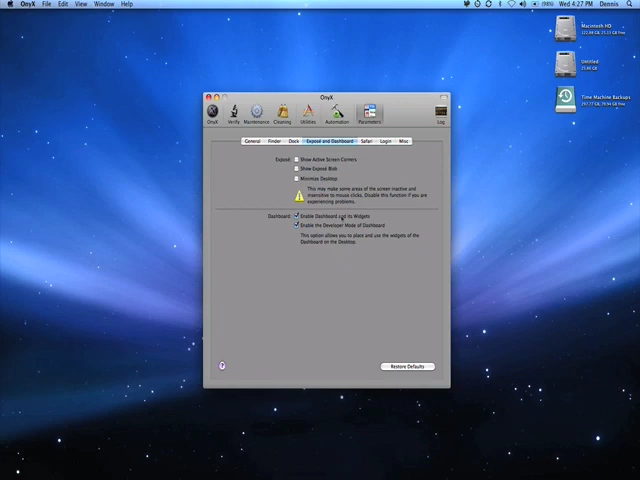 OnyX File Edit View Window Help
(98%) Wed 4:27 PM Dennis
Macintosh HD
Untitled
Time Machine Backups
OnyX
OnyX Verify Maintenance Cleaning Utilities Automation Parameters Log
General Finder Dock Exposé and Dashboard Safari Login Misc
Exposé: Show Active Screen Corners
Show Exposé Blob
Minimize Desktop
This may make some areas of the screen inactive and
insensitive to mouse clicks. Disable this function if you are
experiencing problems.
Dashboard: Enable Dashboard and its Widgets
Enable the Developer Mode of Dashboard
This option allows you to place and use the widgets of the
Dashboard on the Desktop.
? Restore Defaults